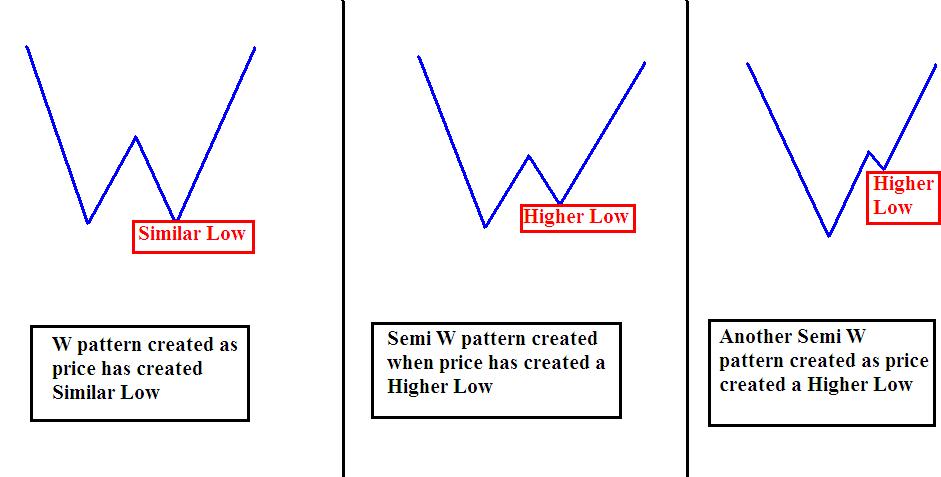 Similar Low
W pattern created as
price has created
Similar Low
Higher Low
Semi W pattern created
when price has created a
Higher Low
Higher
Low
Another Semi W
pattern created as price
created a Higher Low